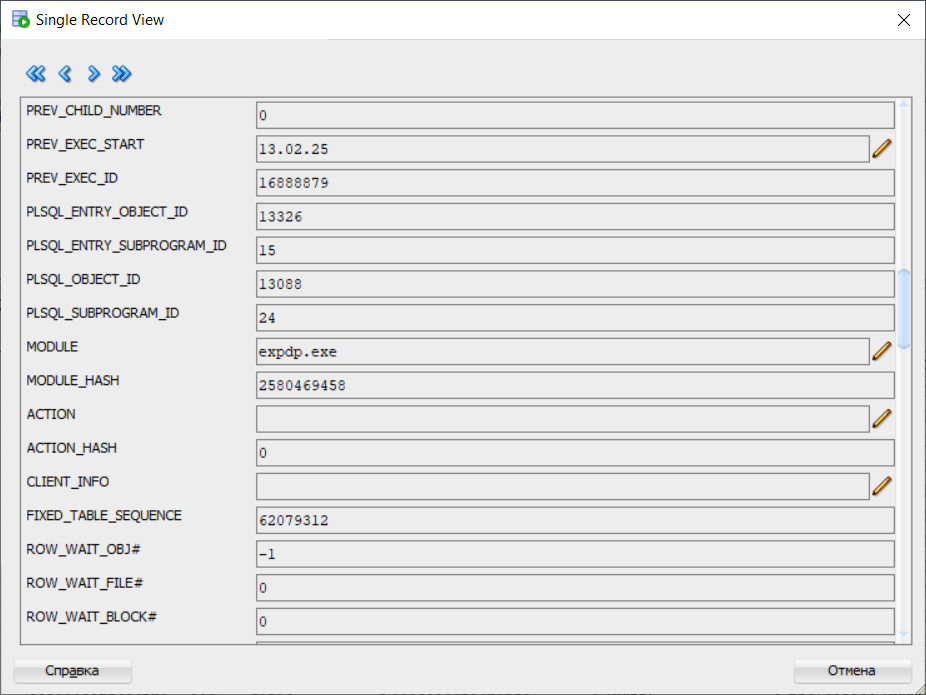 Single Record View
PREV_CHILD_NUMBER 0
PREV_EXEC_START 13.02.25
PREV_EXEC_ID 16888879
PLSQL_ENTRY_OBJECT_ID 13326
PLSQL_ENTRY_SUBPROGRAM_ID 15
PLSQL_OBJECT_ID 13088
PLSQL_SUBPROGRAM_ID 24
MODULE expdp.exe
MODULE_HASH 2580469458
ACTION
ACTION_HASH 0
CLIENT_INFO
FIXED_TABLE_SEQUENCE 62079312
ROW_WAIT_OBJ# -1
ROW_WAIT_FILE# 0
ROW_WAIT_BLOCK# 0
Справка Отмена